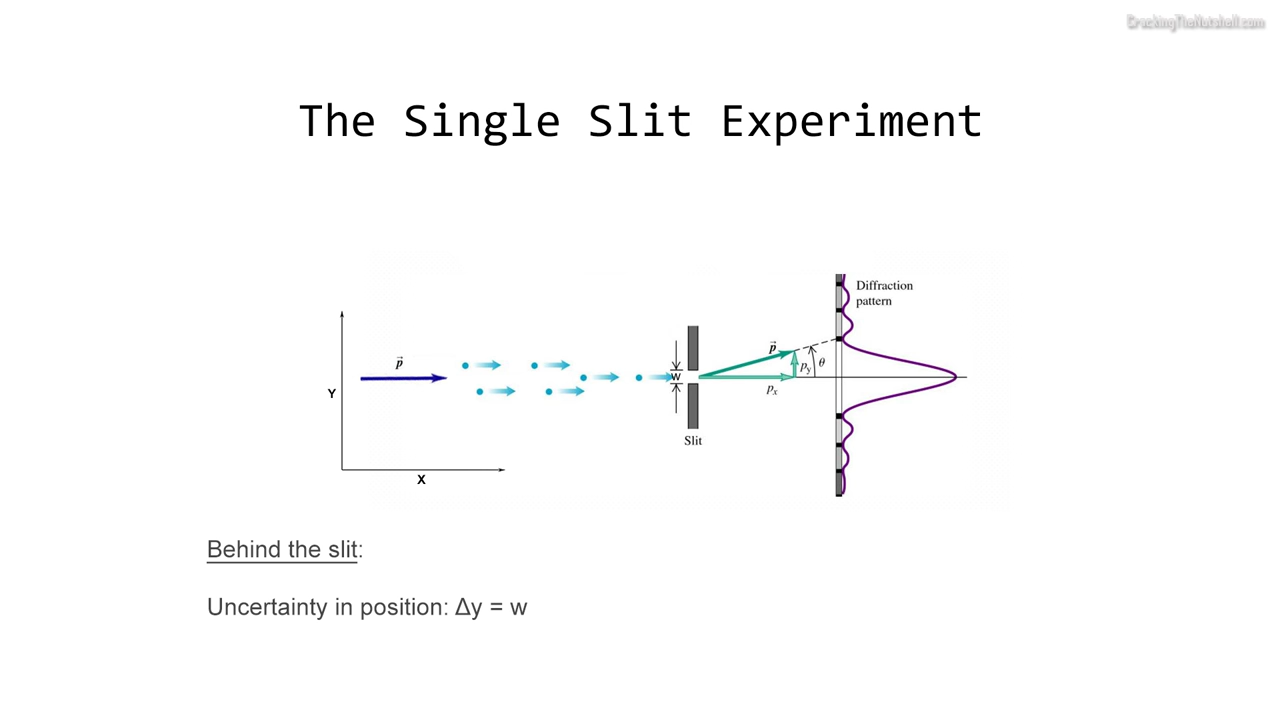 CrackingTheNutshell.com
The Single Slit Experiment
Diffraction
pattern
p
p
py
θ
px
Y
w
Slit
X
Behind the slit:
Uncertainty in position: Δy = w